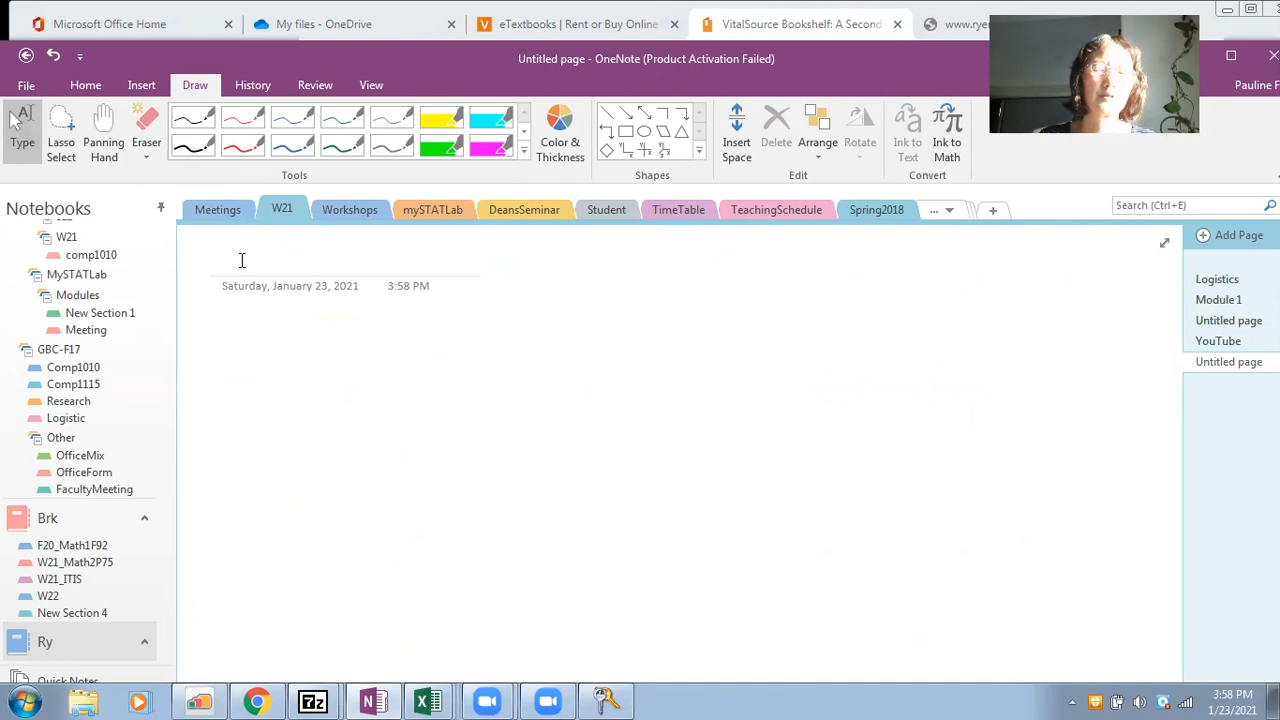 Microsoft Office Home
My files - OneDrive
eTextbooks | Rent or Buy Online
VitalSource Bookshelf: A Second
Untitled page - OneNote (Product Activation Failed)
File
Home
Insert
Draw
History
Review
View
Pauline F
Type
Lasso Select
Panning Hand
Eraser
Color & Thickness
Insert Space
Delete
Arrange
Rotate
Ink to Text
Ink to Math
Tools
Shapes
Edit
Convert
Notebooks
Meetings
W21
Workshops
mySTATLab
DeansSeminar
Student
TimeTable
TeachingSchedule
Spring2018
...
Search (Ctrl+E)
W21
comp1010
MySTATLab
Modules
New Section 1
Meeting
GBC-F17
Comp1010
Comp1115
Research
Logistic
Other
OfficeMix
OfficeForm
FacultyMeeting
Brk
F20_Math1F92
W21_Math2P75
W21_ITIS
W22
New Section 4
Ry
Quick Notes
Saturday, January 23, 2021 3:58 PM
Add Page
Logistics
Module 1
Untitled page
YouTube
Untitled page
3:58 PM
1/23/2021